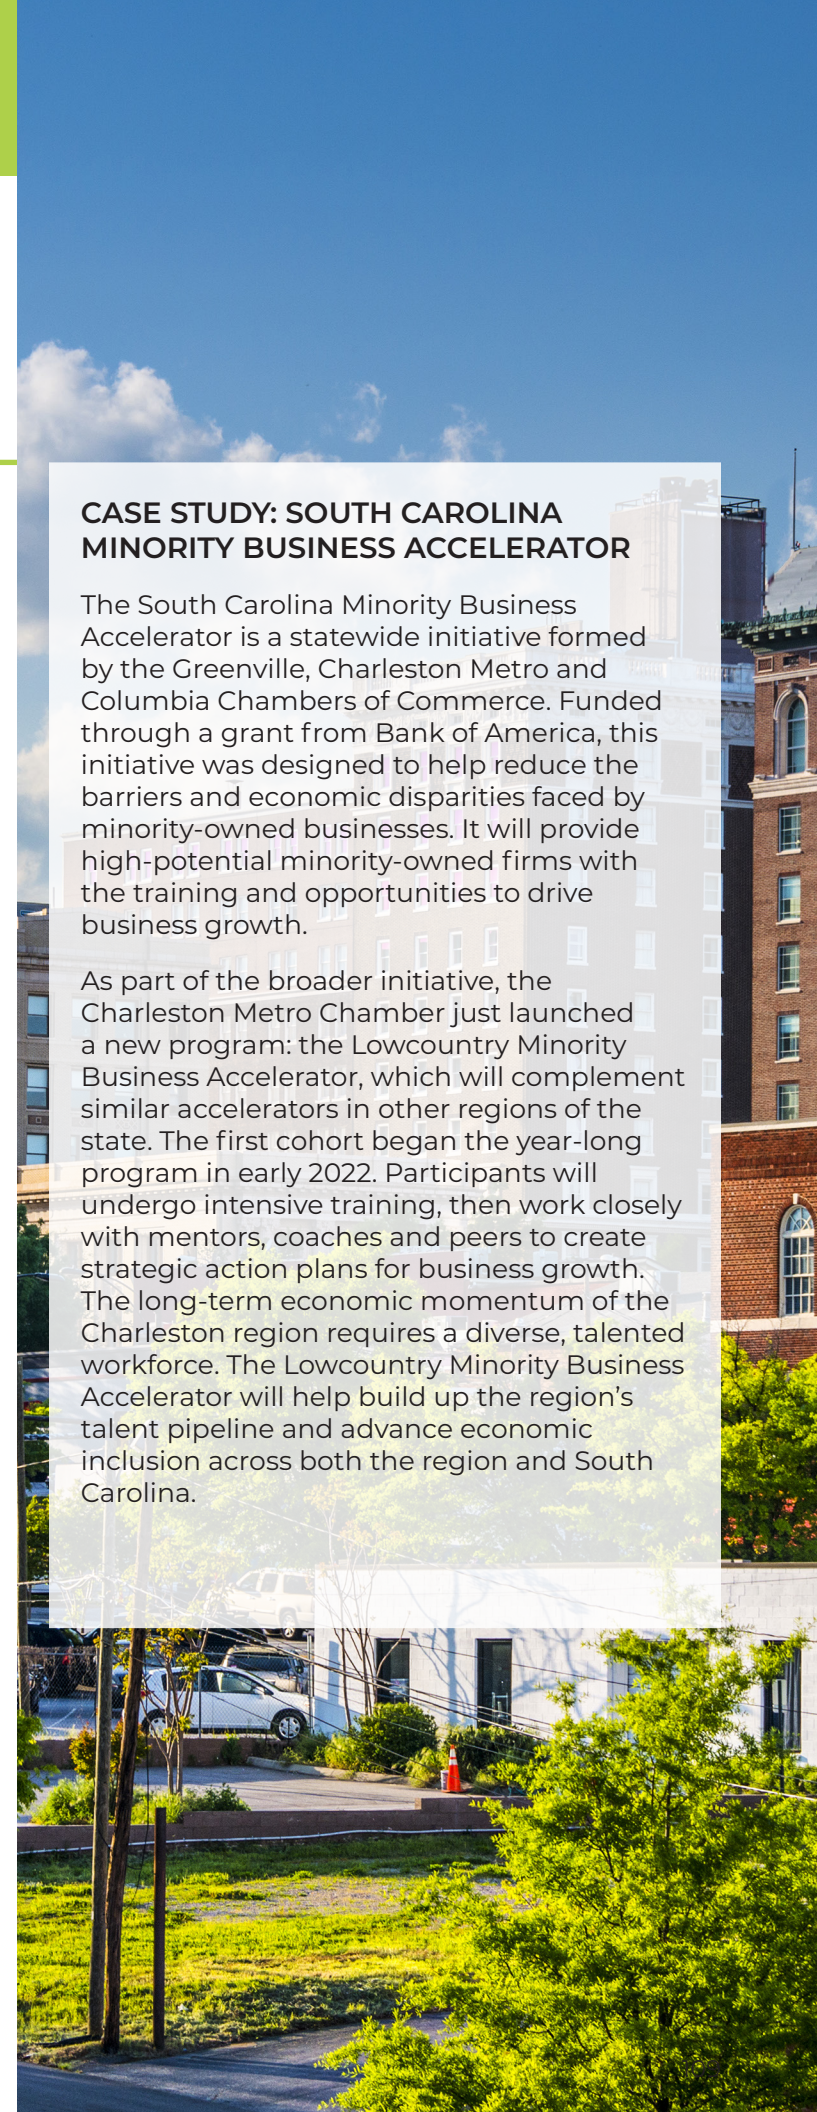 CASE STUDY: SOUTH CAROLINA
MINORITY BUSINESS ACCELERATOR
The South Carolina Minority Business
Accelerator is a statewide initiative formed
by the Greenville, Charleston Metro and
Columbia Chambers of Commerce. Funded
through a grant from Bank of America, this
initiative was designed to help reduce the
barriers and economic disparities faced by
minority-owned businesses. It will provide
high-potential minority-owned firms with
the training and opportunities to drive
business growth.
As part of the broader initiative, the
Charleston Metro Chamber just launched
a new program: the Lowcountry Minority
Business Accelerator, which will complement
similar accelerators in other regions of the
state. The first cohort began the year-long
program in early 2022. Participants will
undergo intensive training, then work closely
with mentors, coaches and peers to create
strategic action plans for business growth.
The long-term economic momentum of the
Charleston region requires a diverse, talented
workforce. The Lowcountry Minority Business
Accelerator will help build up the region’s
talent pipeline and advance economic
inclusion across both the region and South
Carolina.